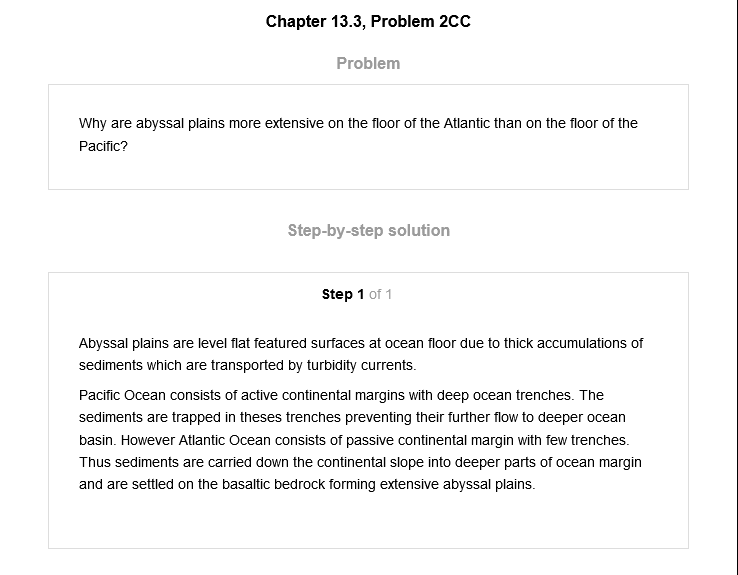 Chapter 13.3, Problem 2CC
Problem
Why are abyssal plains more extensive on the floor of the Atlantic than on the floor of the
Pacific?
Step-by-step solution
Step 1 of 1
Abyssal plains are level flat featured surfaces at ocean floor due to thick accumulations of
sediments which are transported by turbidity currents.
Pacific Ocean consists of active continental margins with deep ocean trenches. The
sediments are trapped in theses trenches preventing their further flow to deeper ocean
basin. However Atlantic Ocean consists of passive continental margin with few trenches.
Thus sediments are carried down the continental slope into deeper parts of ocean margin
and are settled on the basaltic bedrock forming extensive abyssal plains.